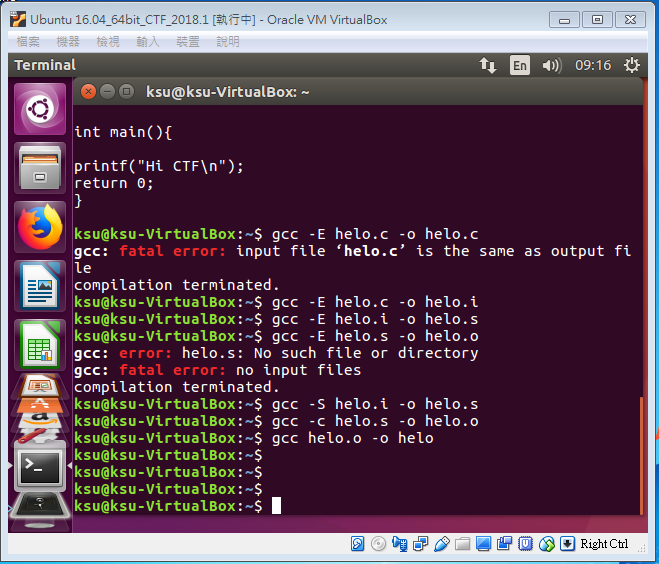 Ubuntu 16.04_64bit_CTF_2018.1 [執行中] - Oracle VM VirtualBox
檔案 機器 檢視 輸入 裝置 說明
Terminal En 09:16
ksu@ksu-VirtualBox: ~
int main(){
printf("Hi CTF\n");
return 0;
}
ksu@ksu-VirtualBox:~$ gcc -E helo.c -o helo.c
gcc: fatal error: input file ‘helo.c’ is the same as output fi
le
compilation terminated.
ksu@ksu-VirtualBox:~$ gcc -E helo.c -o helo.i
ksu@ksu-VirtualBox:~$ gcc -E helo.i -o helo.s
ksu@ksu-VirtualBox:~$ gcc -E helo.s -o helo.o
gcc: error: helo.s: No such file or directory
gcc: fatal error: no input files
compilation terminated.
ksu@ksu-VirtualBox:~$ gcc -S helo.i -o helo.s
ksu@ksu-VirtualBox:~$ gcc -c helo.s -o helo.o
ksu@ksu-VirtualBox:~$ gcc helo.o -o helo
ksu@ksu-VirtualBox:~$
ksu@ksu-VirtualBox:~$
ksu@ksu-VirtualBox:~$
ksu@ksu-VirtualBox:~$
Right Ctrl